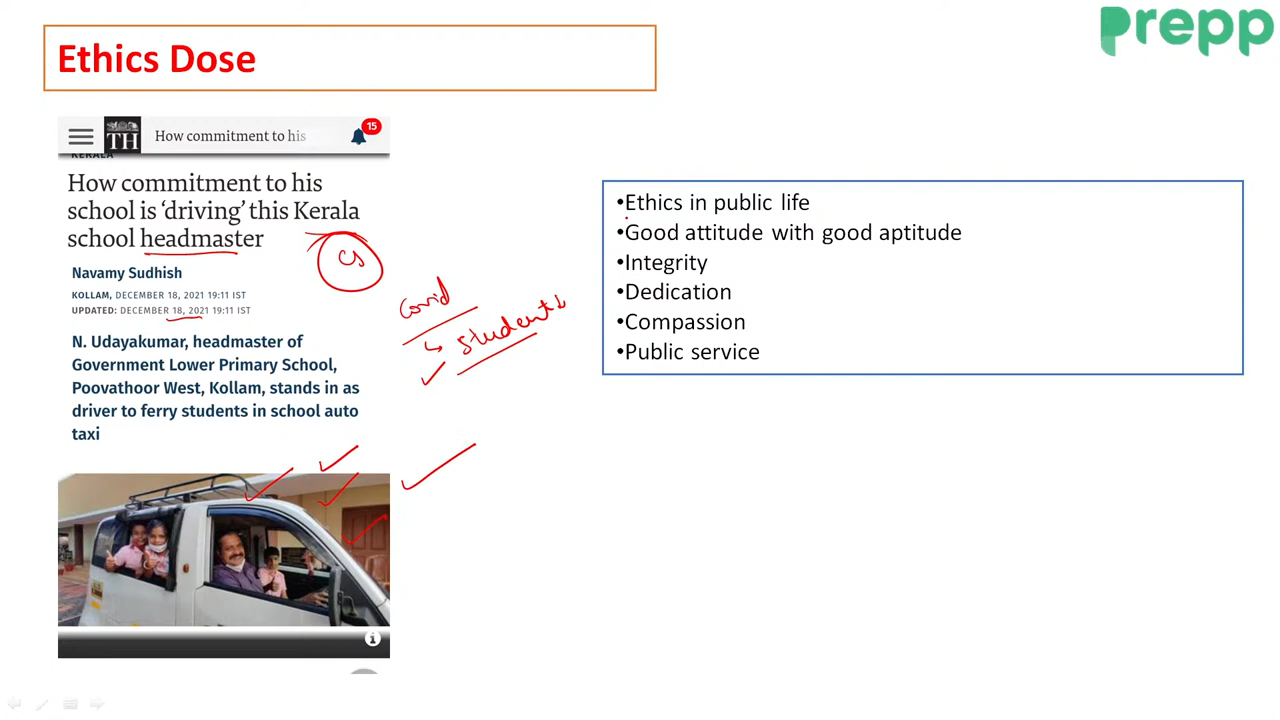 prepp
Ethics Dose
TH
How commitment to his
15
KERALA
How commitment to his
school is ‘driving’ this Kerala
school headmaster
Navamy Sudhish
KOLLAM, DECEMBER 18, 2021 19:11 IST
UPDATED: DECEMBER 18, 2021 19:11 IST
N. Udayakumar, headmaster of
Government Lower Primary School,
Poovathoor West, Kollam, stands in as
driver to ferry students in school auto
taxi
Covid
students
•Ethics in public life
•Good attitude with good aptitude
•Integrity
•Dedication
•Compassion
•Public service